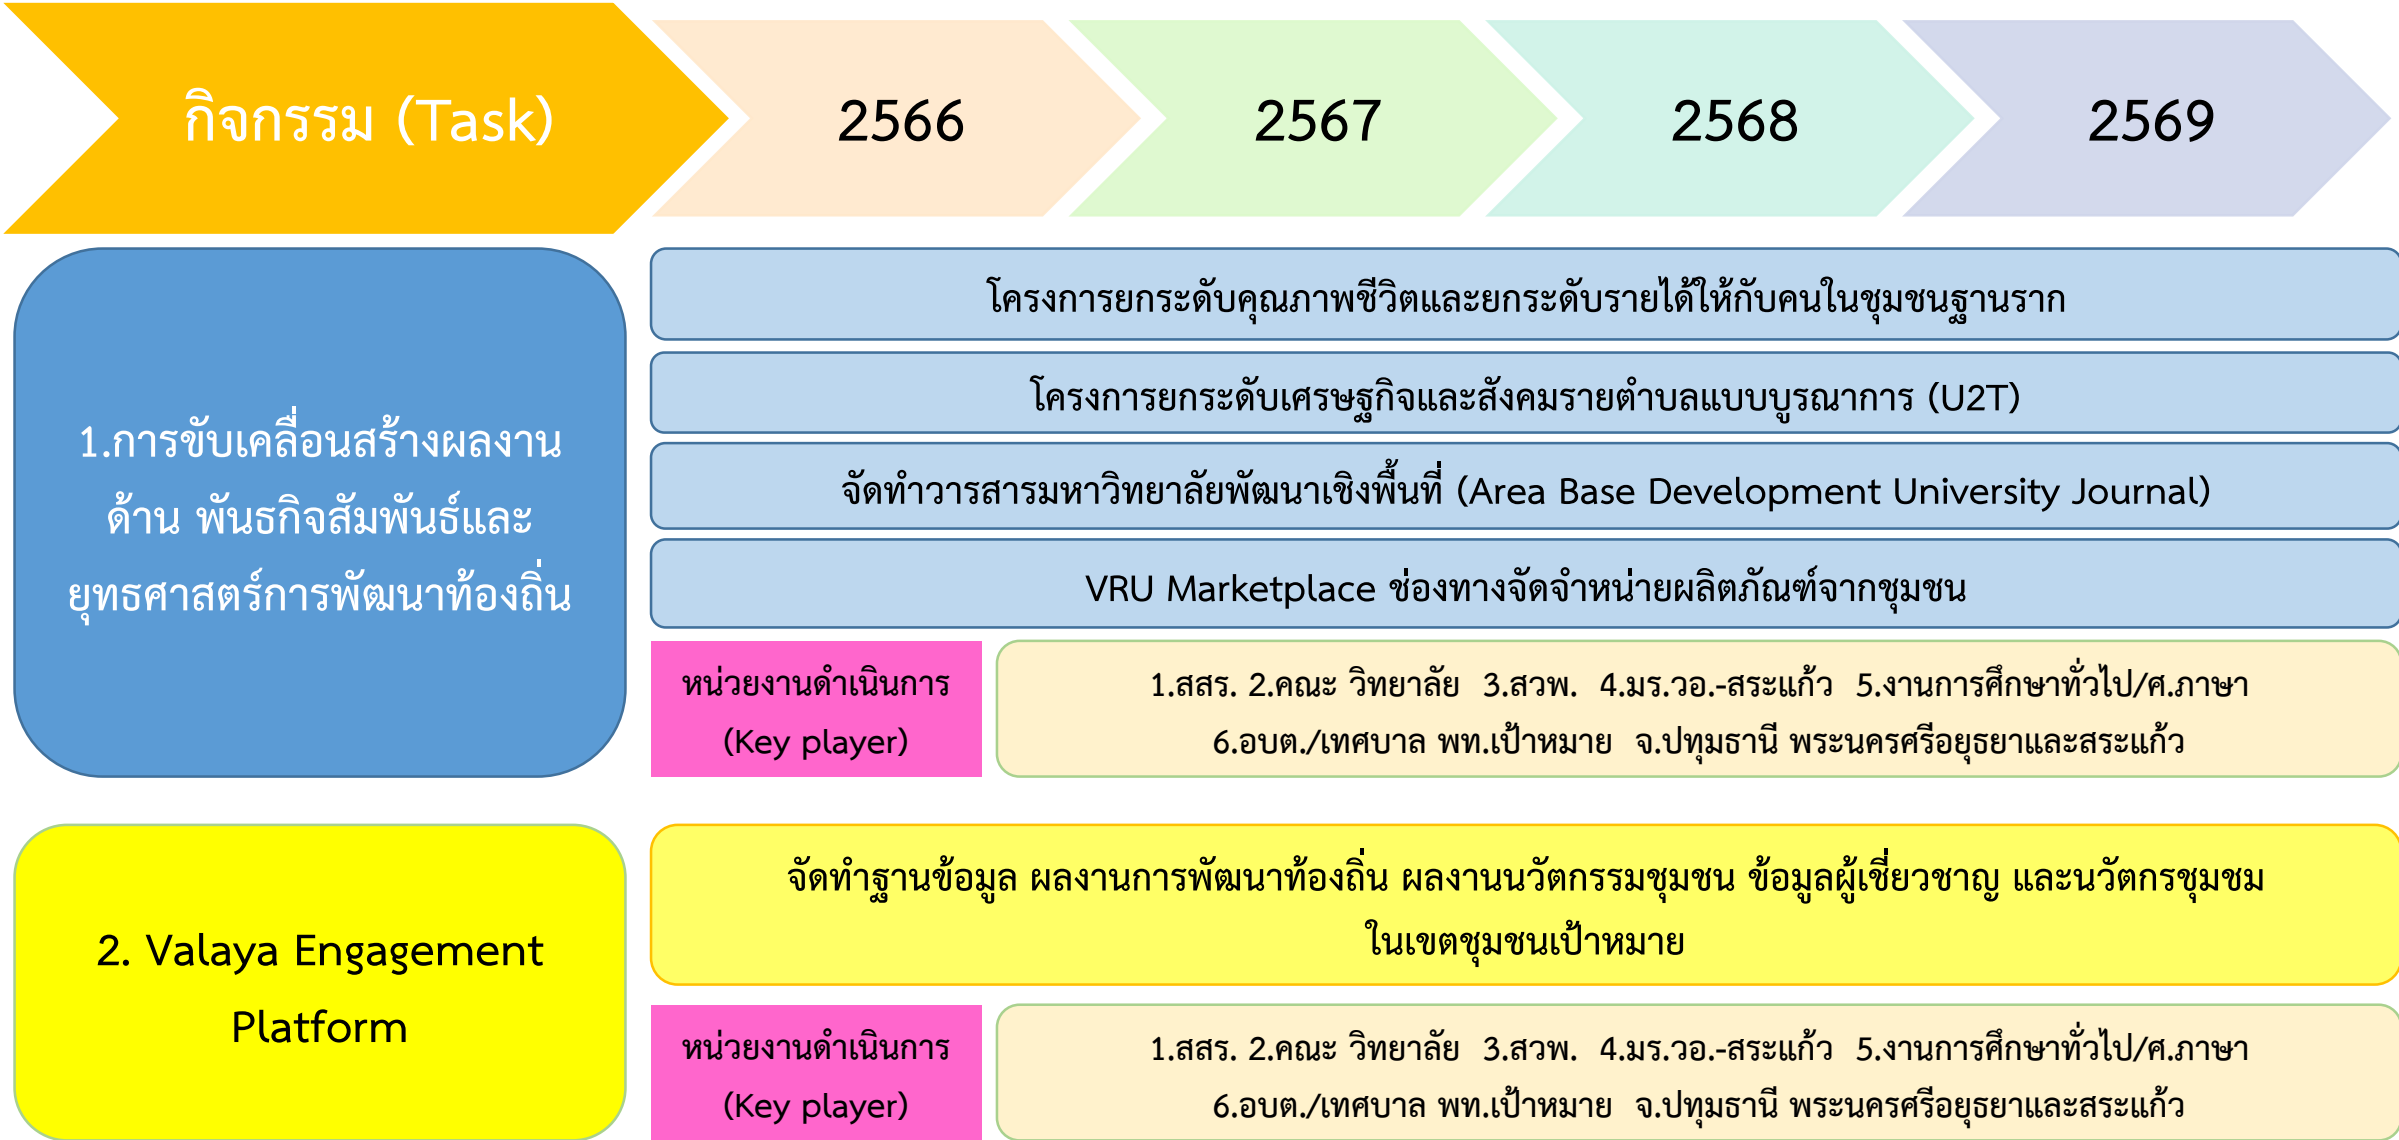 กิจกรรม (Task)
2566
2567
2568
2569
1.การขับเคลื่อนสร้างผลงาน
ด้าน พันธกิจสัมพันธ์และ
ยุทธศาสตร์การพัฒนาท้องถิ่น
โครงการยกระดับคุณภาพชีวิตและยกระดับรายได้ให้กับคนในชุมชนฐานราก
โครงการยกระดับเศรษฐกิจและสังคมรายตำบลแบบบูรณาการ (U2T)
จัดทำวารสารมหาวิทยาลัยพัฒนาเชิงพื้นที่ (Area Base Development University Journal)
VRU Marketplace ช่องทางจัดจำหน่ายผลิตภัณฑ์จากชุมชน
หน่วยงานดำเนินการ
(Key player)
1.สสร. 2.คณะ วิทยาลัย 3.สวพ. 4.มร.วอ.-สระแก้ว 5.งานการศึกษาทั่วไป/ศ.ภาษา
6.อบต./เทศบาล พท.เป้าหมาย จ.ปทุมธานี พระนครศรีอยุธยาและสระแก้ว
2. Valaya Engagement
Platform
จัดทำฐานข้อมูล ผลงานการพัฒนาท้องถิ่น ผลงานนวัตกรรมชุมชน ข้อมูลผู้เชี่ยวชาญ และนวัตกรชุมชม
ในเขตชุมชนเป้าหมาย
หน่วยงานดำเนินการ
(Key player)
1.สสร. 2.คณะ วิทยาลัย 3.สวพ. 4.มร.วอ.-สระแก้ว 5.งานการศึกษาทั่วไป/ศ.ภาษา
6.อบต./เทศบาล พท.เป้าหมาย จ.ปทุมธานี พระนครศรีอยุธยาและสระแก้ว